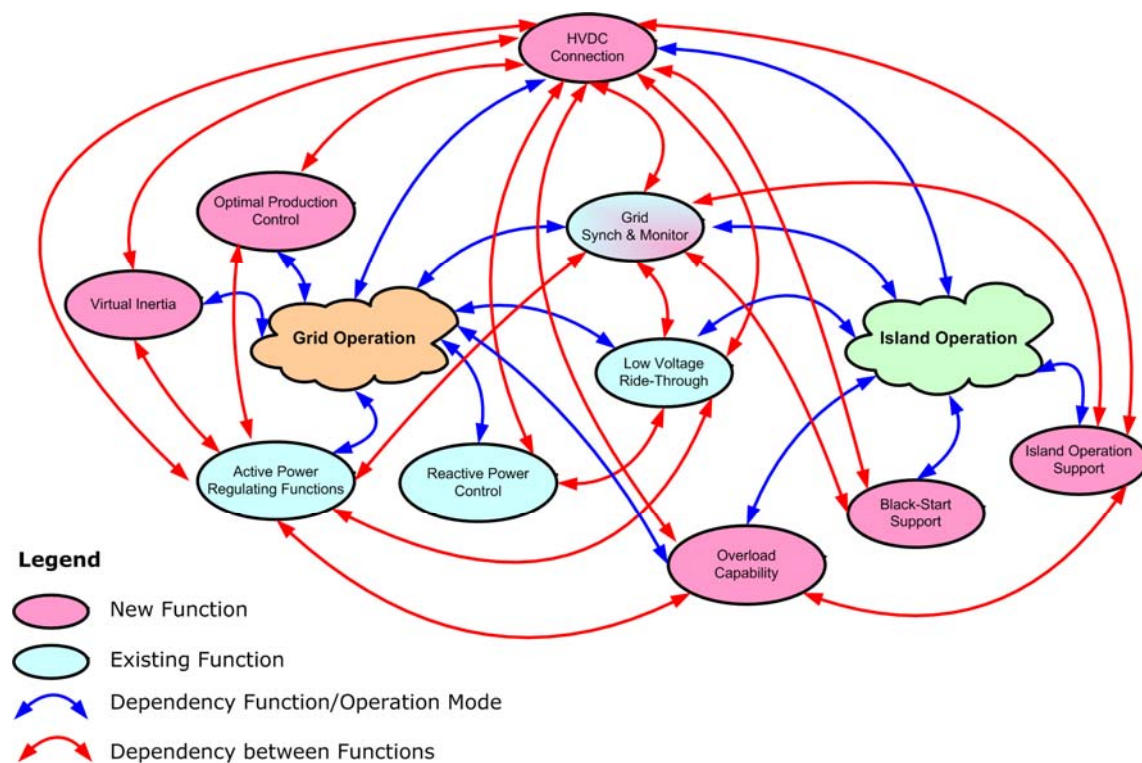 HVDC
Connection
Optimal Production
Control
Grid
Synch & Monitor
Virtual Inertia
Grid Operation
Island Operation
Low Voltage
Ride-Through
Active Power
Regulating Functions
Reactive Power
Control
Island Operation
Support
Black-Start
Support
Overload
Capability
Legend
New Function
Existing Function
Dependency Function/Operation Mode
Dependency between Functions